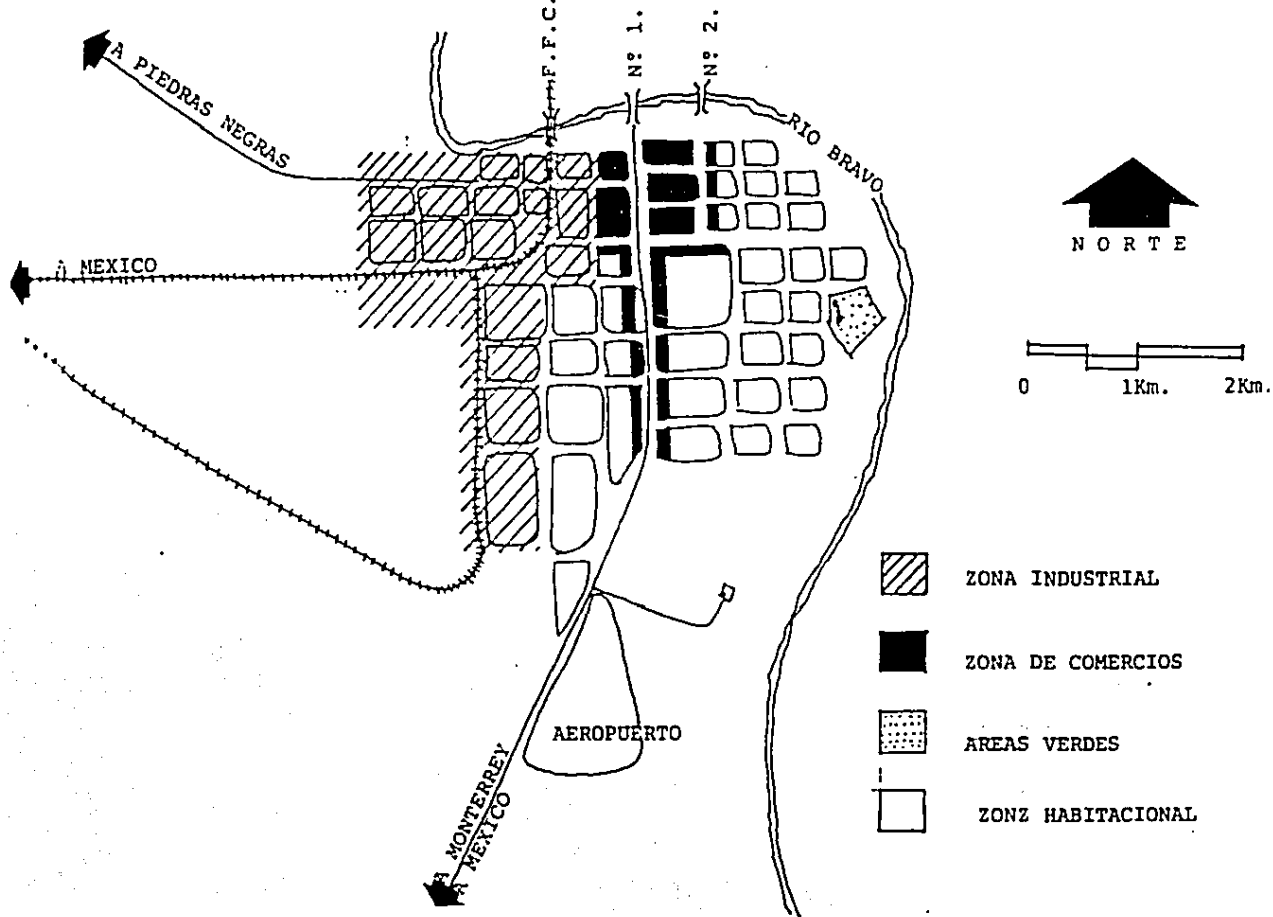 F.F.C.
Nº 1.
Nº 2.
A PIEDRAS NEGRAS
RIO BRAVO
NORTE
A MEXICO
0 1Km. 2Km.
ZONA INDUSTRIAL
ZONA DE COMERCIOS
AREAS VERDES
ZONZ HABITACIONAL
AEROPUERTO
A MONTERREY
A MEXICO